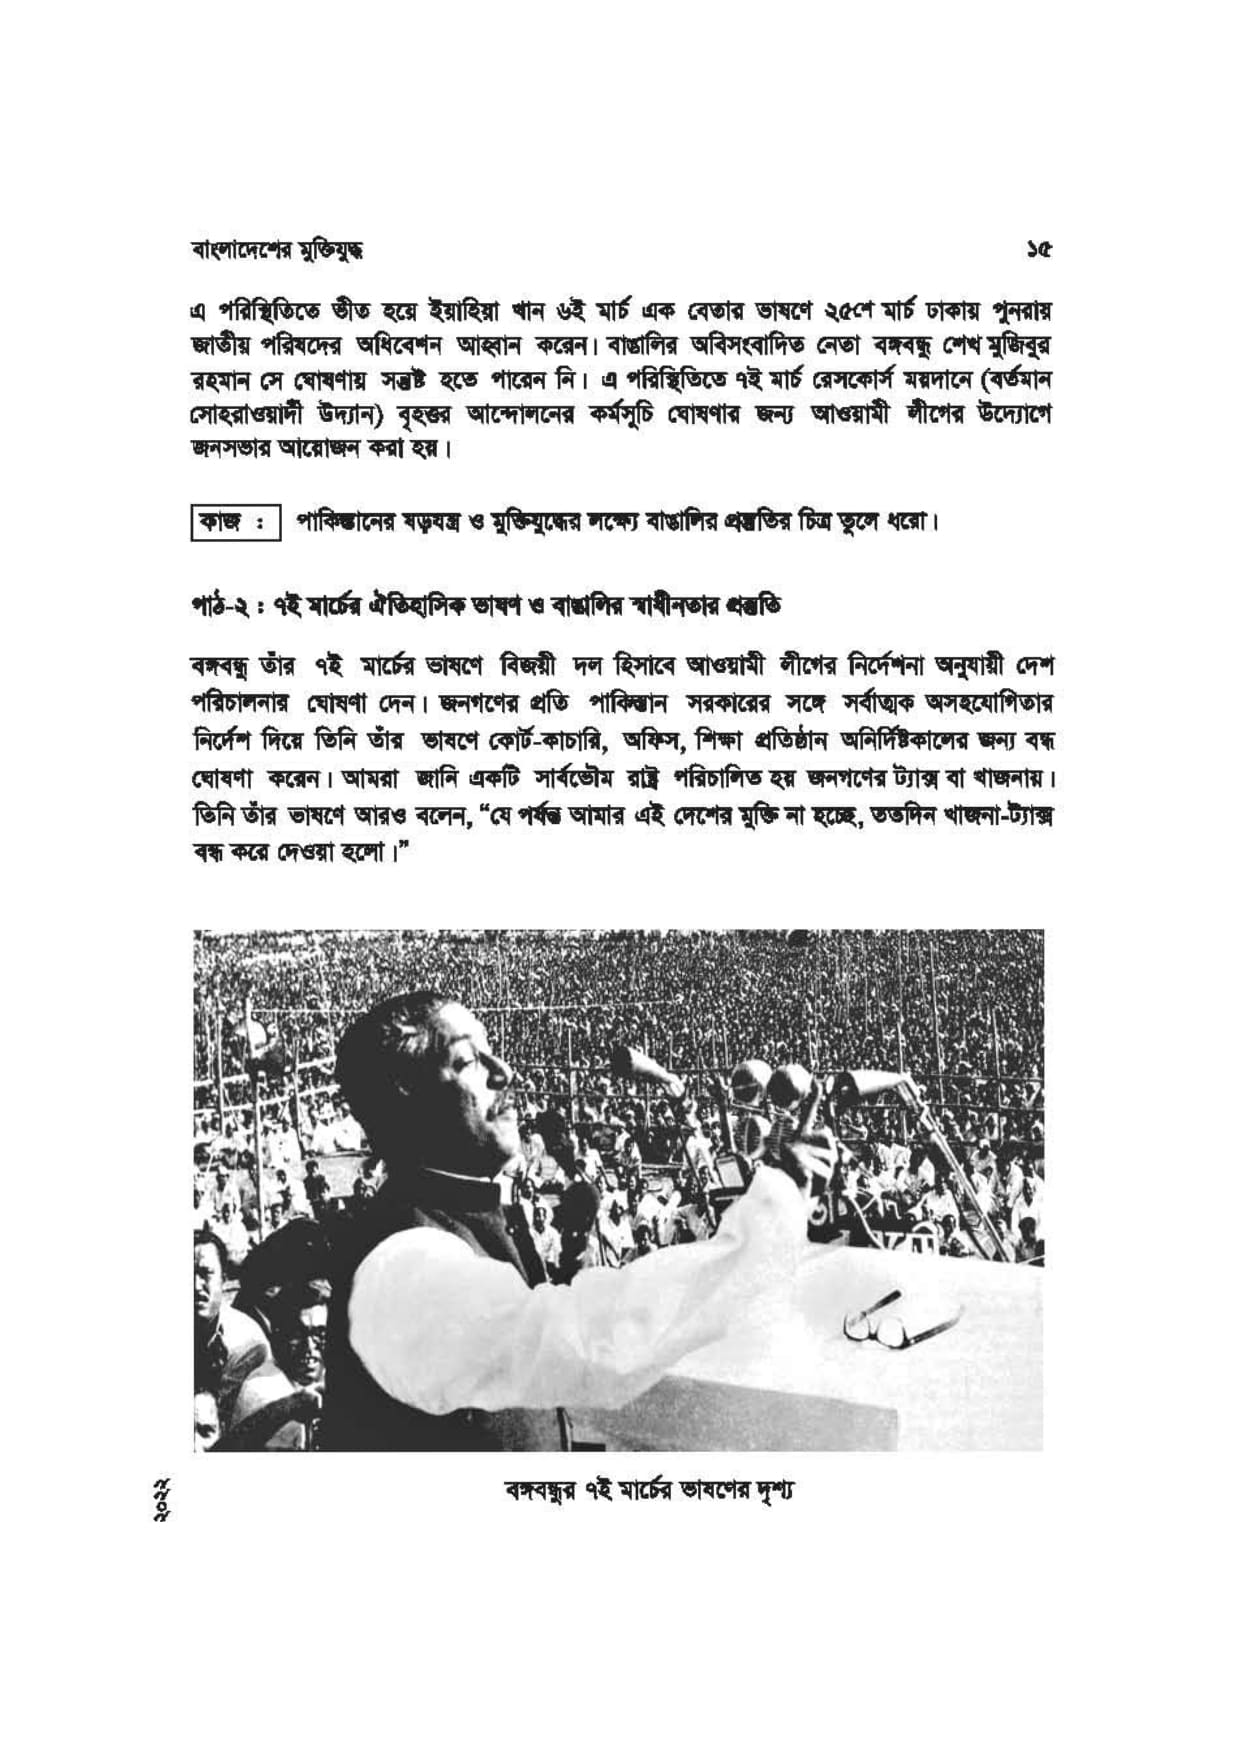 বাংলাদেশের মুক্তিযুদ্ধ ১৫
এ পরিস্থিতিতে ভীত হয়ে ইয়াহিয়া খান ৬ই মার্চ এক বেতার ভাষণে ২৫শে মার্চ ঢাকায় পুনরায়
জাতীয় পরিষদের অধিবেশন আহ্বান করেন। বাঙালির অবিসংবাদিত নেতা বঙ্গবন্ধু শেখ মুজিবুর
রহমান সে ঘোষণায় সন্তুষ্ট হতে পারেন নি। এ পরিস্থিতিতে ৭ই মার্চ রেসকোর্স ময়দানে (বর্তমান
সোহরাওয়ার্দী উদ্যান) বৃহত্তর আন্দোলনের কর্মসূচি ঘোষণার জন্য আওয়ামী লীগের উদ্যোগে
জনসভার আয়োজন করা হয়।
কাজ : পাকিস্তানের ষড়যন্ত্র ও মুক্তিযুদ্ধের লক্ষ্যে বাঙালির প্রস্তুতির চিত্র তুলে ধরো।
পাঠ-২ : ৭ই মার্চের ঐতিহাসিক ভাষণ ও বাঙালির স্বাধীনতার প্রস্তুতি
বঙ্গবন্ধু তাঁর ৭ই মার্চের ভাষণে বিজয়ী দল হিসাবে আওয়ামী লীগের নির্দেশনা অনুযায়ী দেশ
পরিচালনার ঘোষণা দেন। জনগণের প্রতি পাকিস্তান সরকারের সঙ্গে সর্বাত্মক অসহযোগিতার
নির্দেশ দিয়ে তিনি তাঁর ভাষণে কোর্ট-কাচারি, অফিস, শিক্ষা প্রতিষ্ঠান অনির্দিষ্টকালের জন্য বন্ধ
ঘোষণা করেন। আমরা জানি একটি সার্বভৌম রাষ্ট্র পরিচালিত হয় জনগণের ট্যাক্স বা খাজনায়।
তিনি তাঁর ভাষণে আরও বলেন, “যে পর্যন্ত আমার এই দেশের মুক্তি না হচ্ছে, ততদিন খাজনা-ট্যাক্স
বন্ধ করে দেওয়া হলো।”
বঙ্গবন্ধুর ৭ই মার্চের ভাষণের দৃশ্য
২০২২